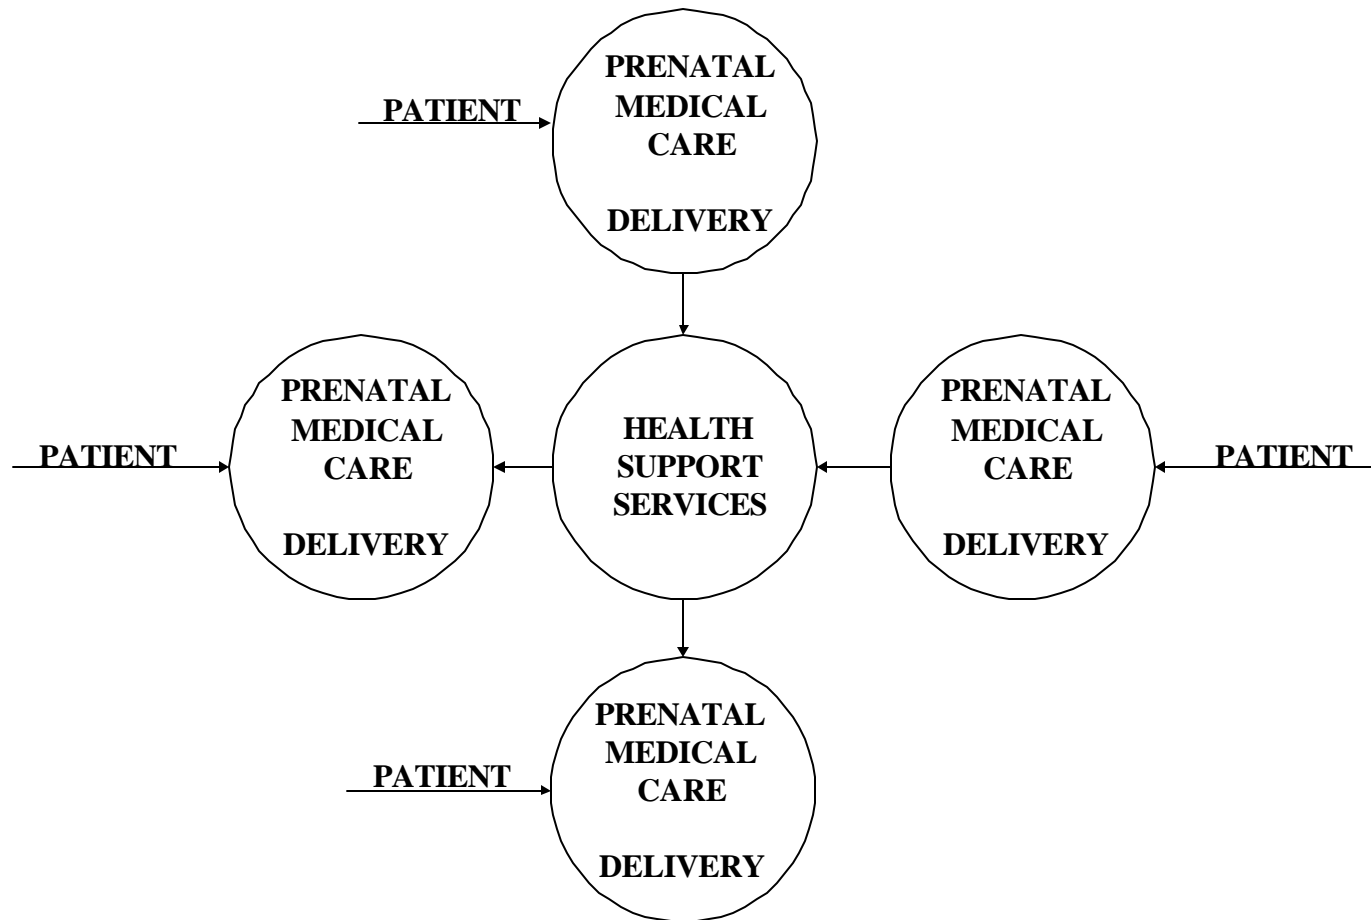 PATIENT
PRENATAL
MEDICAL
CARE
DELIVERY
PATIENT
PRENATAL
MEDICAL
CARE
DELIVERY
HEALTH
SUPPORT
SERVICES
PRENATAL
MEDICAL
CARE
DELIVERY
PATIENT
PATIENT
PRENATAL
MEDICAL
CARE
DELIVERY